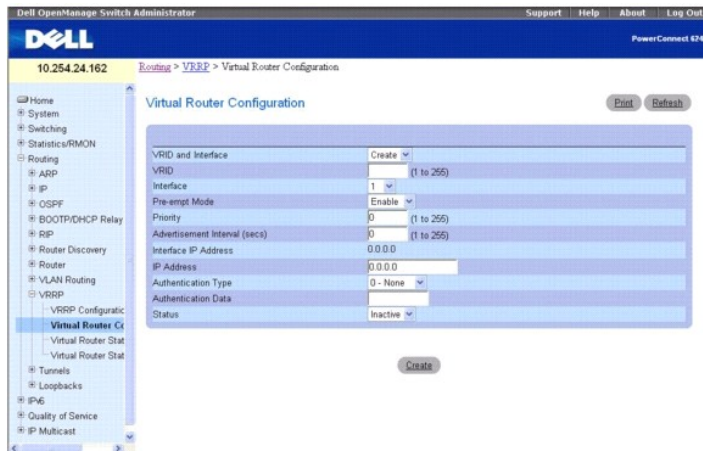 Dell OpenManage Switch Administrator
Support Help About Log Out
DELL
PowerConnect 624
10.254.24.162
Routing > VRRP > Virtual Router Configuration
Home
System
Switching
Statistics/RMON
Routing
ARP
IP
OSPF
BOOTP/DHCP Relay
RIP
Router Discovery
Router
VLAN Routing
VRRP
VRRP Configuratic
Virtual Router Co
Virtual Router Stat
Virtual Router Stat
Tunnels
Loopbacks
IPv6
Quality of Service
IP Multicast
Virtual Router Configuration
Print Refresh
VRID and Interface Create
VRID (1 to 255)
Interface 1
Pre-empt Mode Enable
Priority 0 (1 to 255)
Advertisement Interval (secs) 0 (1 to 255)
Interface IP Address 0.0.0.0
IP Address 0.0.0.0
Authentication Type 0 - None
Authentication Data
Status Inactive
Create